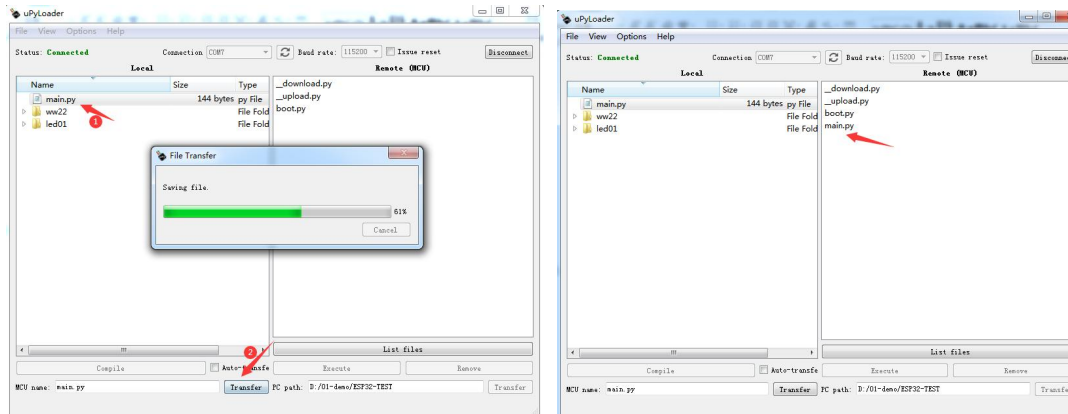 uPyLoader
File View Options Help
Status: Connected Connection COM7 Baud rate: 115200 Issue reset Disconnect
Local Remote (MCU)
Name Size Type
main.py 144 bytes py File
ww22 File Fold
led01 File Fold
1
__download.py
__upload.py
boot.py
File Transfer
Saving file.
61%
Cancel
2
List files
Compile Auto-transfe Execute Remove
MCU name: main.py Transfer PC path: D:/01-demo/ESP32-TEST Transfer
uPyLoader
File View Options Help
Status: Connected Connection COM7 Baud rate: 115200 Issue reset Disconne
Local Remote (MCU)
Name Size Type
main.py 144 bytes py File
ww22 File Fold
led01 File Fold
__download.py
__upload.py
boot.py
main.py
List files
Compile Auto-transfe Execute Remove
MCU name: main.py Transfer PC path: D:/01-demo/ESP32-TEST Transfe